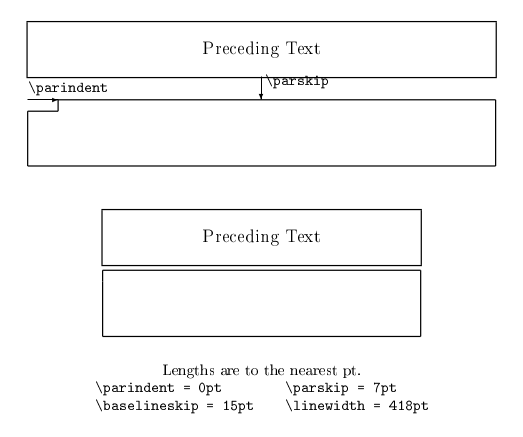 Preceding Text
\parskip
\parindent
Preceding Text
Lengths are to the nearest pt.
\parindent = 0pt \parskip = 7pt
\baselineskip = 15pt \linewidth = 418pt